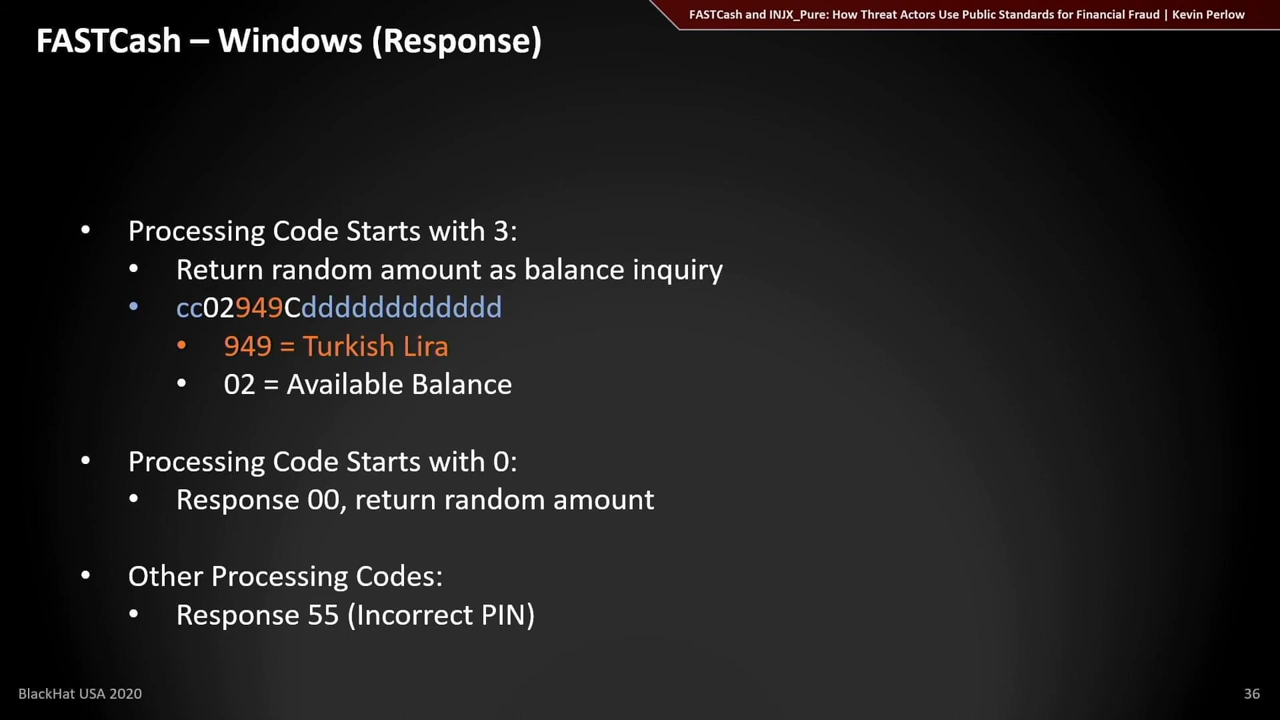 FASTCash and INJX_Pure: How Threat Actors Use Public Standards for Financial Fraud | Kevin Perlow
FASTCash – Windows (Response)
• Processing Code Starts with 3:
• Return random amount as balance inquiry
• cc02949Cdddddddddddd
• 949 = Turkish Lira
• 02 = Available Balance
• Processing Code Starts with 0:
• Response 00, return random amount
• Other Processing Codes:
• Response 55 (Incorrect PIN)
BlackHat USA 2020
36